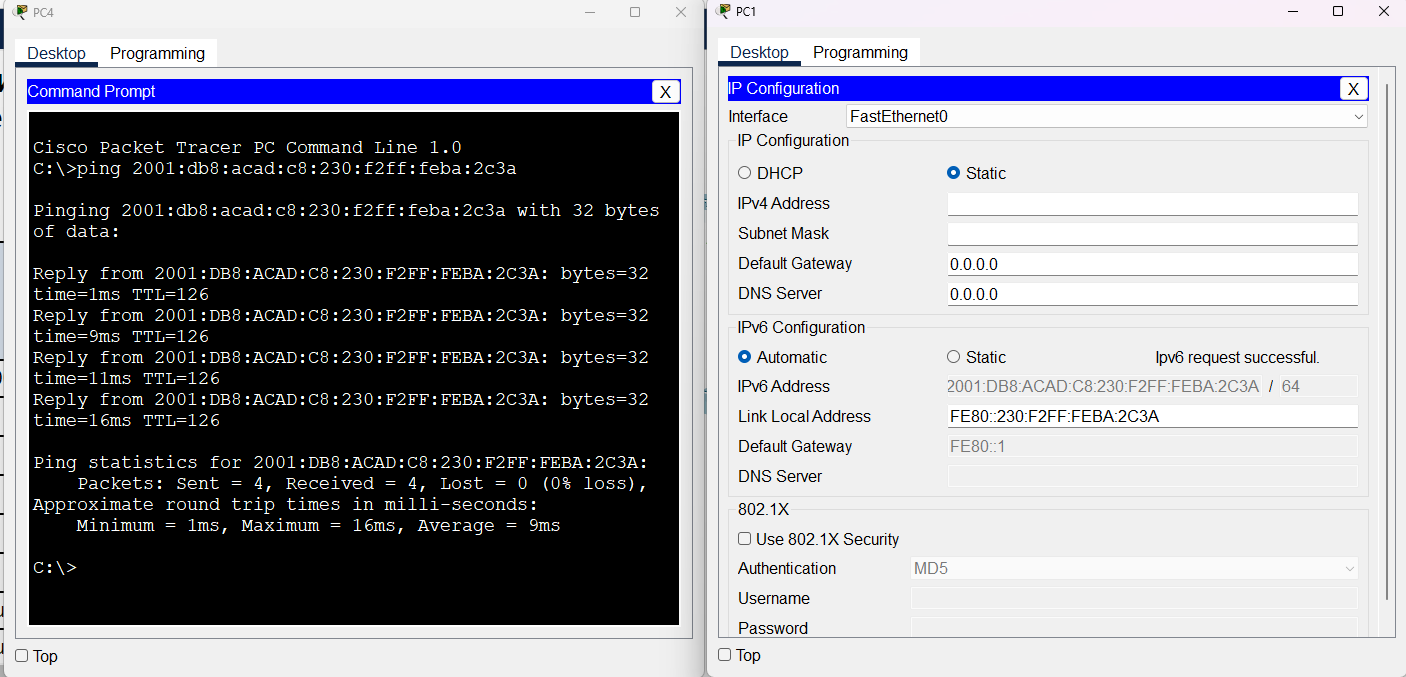 PC4
Desktop
Programming
Command Prompt
X
Cisco Packet Tracer PC Command Line 1.0
C:\>ping 2001:db8:acad:c8:230:f2ff:feba:2c3a
Pinging 2001:db8:acad:c8:230:f2ff:feba:2c3a with 32 bytes
of data:
Reply from 2001:DB8:ACAD:C8:230:F2FF:FEBA:2C3A: bytes=32
time=1ms TTL=126
Reply from 2001:DB8:ACAD:C8:230:F2FF:FEBA:2C3A: bytes=32
time=9ms TTL=126
Reply from 2001:DB8:ACAD:C8:230:F2FF:FEBA:2C3A: bytes=32
time=11ms TTL=126
Reply from 2001:DB8:ACAD:C8:230:F2FF:FEBA:2C3A: bytes=32
time=16ms TTL=126
Ping statistics for 2001:DB8:ACAD:C8:230:F2FF:FEBA:2C3A:
Packets: Sent = 4, Received = 4, Lost = 0 (0% loss),
Approximate round trip times in milli-seconds:
Minimum = 1ms, Maximum = 16ms, Average = 9ms
C:\>
Top
PC1
Desktop
Programming
IP Configuration
X
Interface
FastEthernet0
IP Configuration
DHCP
Static
IPv4 Address
Subnet Mask
Default Gateway
0.0.0.0
DNS Server
0.0.0.0
IPv6 Configuration
Automatic
Static
Ipv6 request successful.
IPv6 Address
2001:DB8:ACAD:C8:230:F2FF:FEBA:2C3A / 64
Link Local Address
FE80::230:F2FF:FEBA:2C3A
Default Gateway
FE80::1
DNS Server
802.1X
Use 802.1X Security
Authentication
MD5
Username
Password
Top